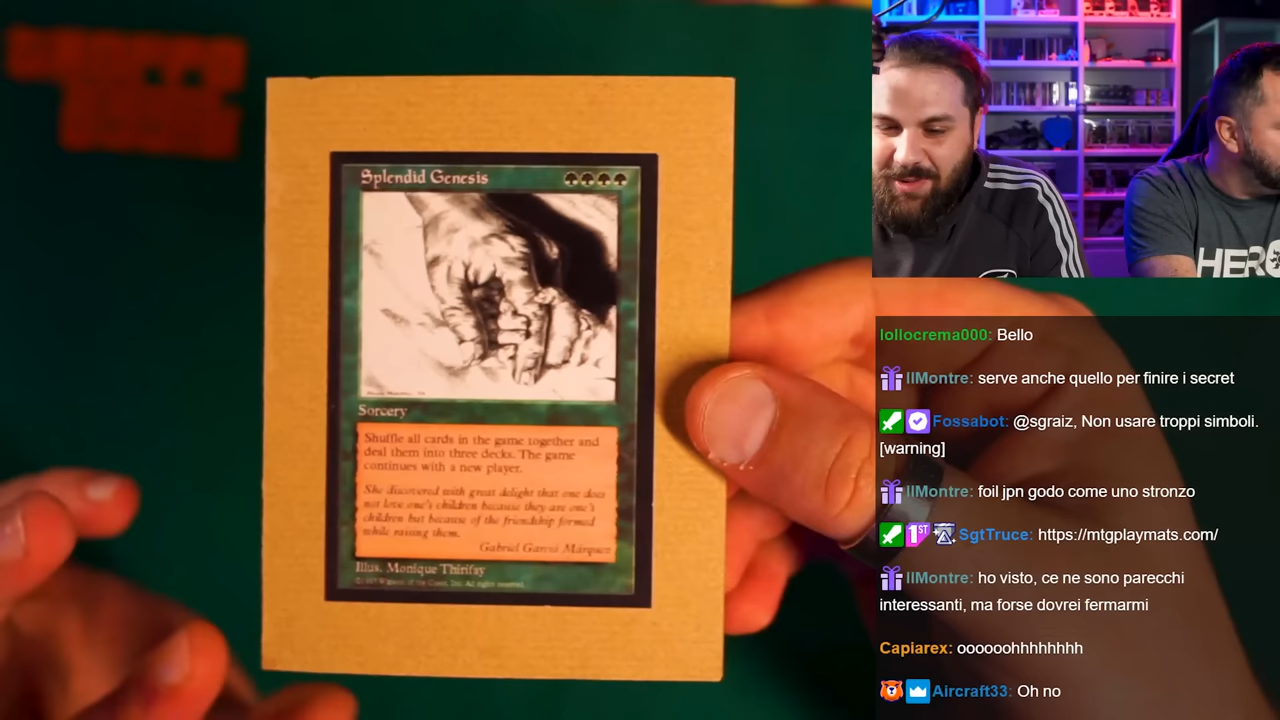 Splendid Genesis
Sorcery
Shuffle all cards in the game together and
deal them into three decks. The game
continues with a new player.
She discovered with great delight that one does
not love one's children because they are one's
children but because of the friendship formed
while raising them.
Gabriel García Márquez
Illus. Monique Thirifay
HERO
lollocrema000: Bello
IlMontre: serve anche quello per finire i secret
Fossabot: @sgraiz, Non usare troppi simboli.
[warning]
IlMontre: foil jpn godo come uno stronzo
1ST SgtTruce: https://mtgplaymats.com/
IlMontre: ho visto, ce ne sono parecchi
interessanti, ma forse dovrei fermarmi
Capiarex: oooooohhhhhhhh
Aircraft33: Oh no